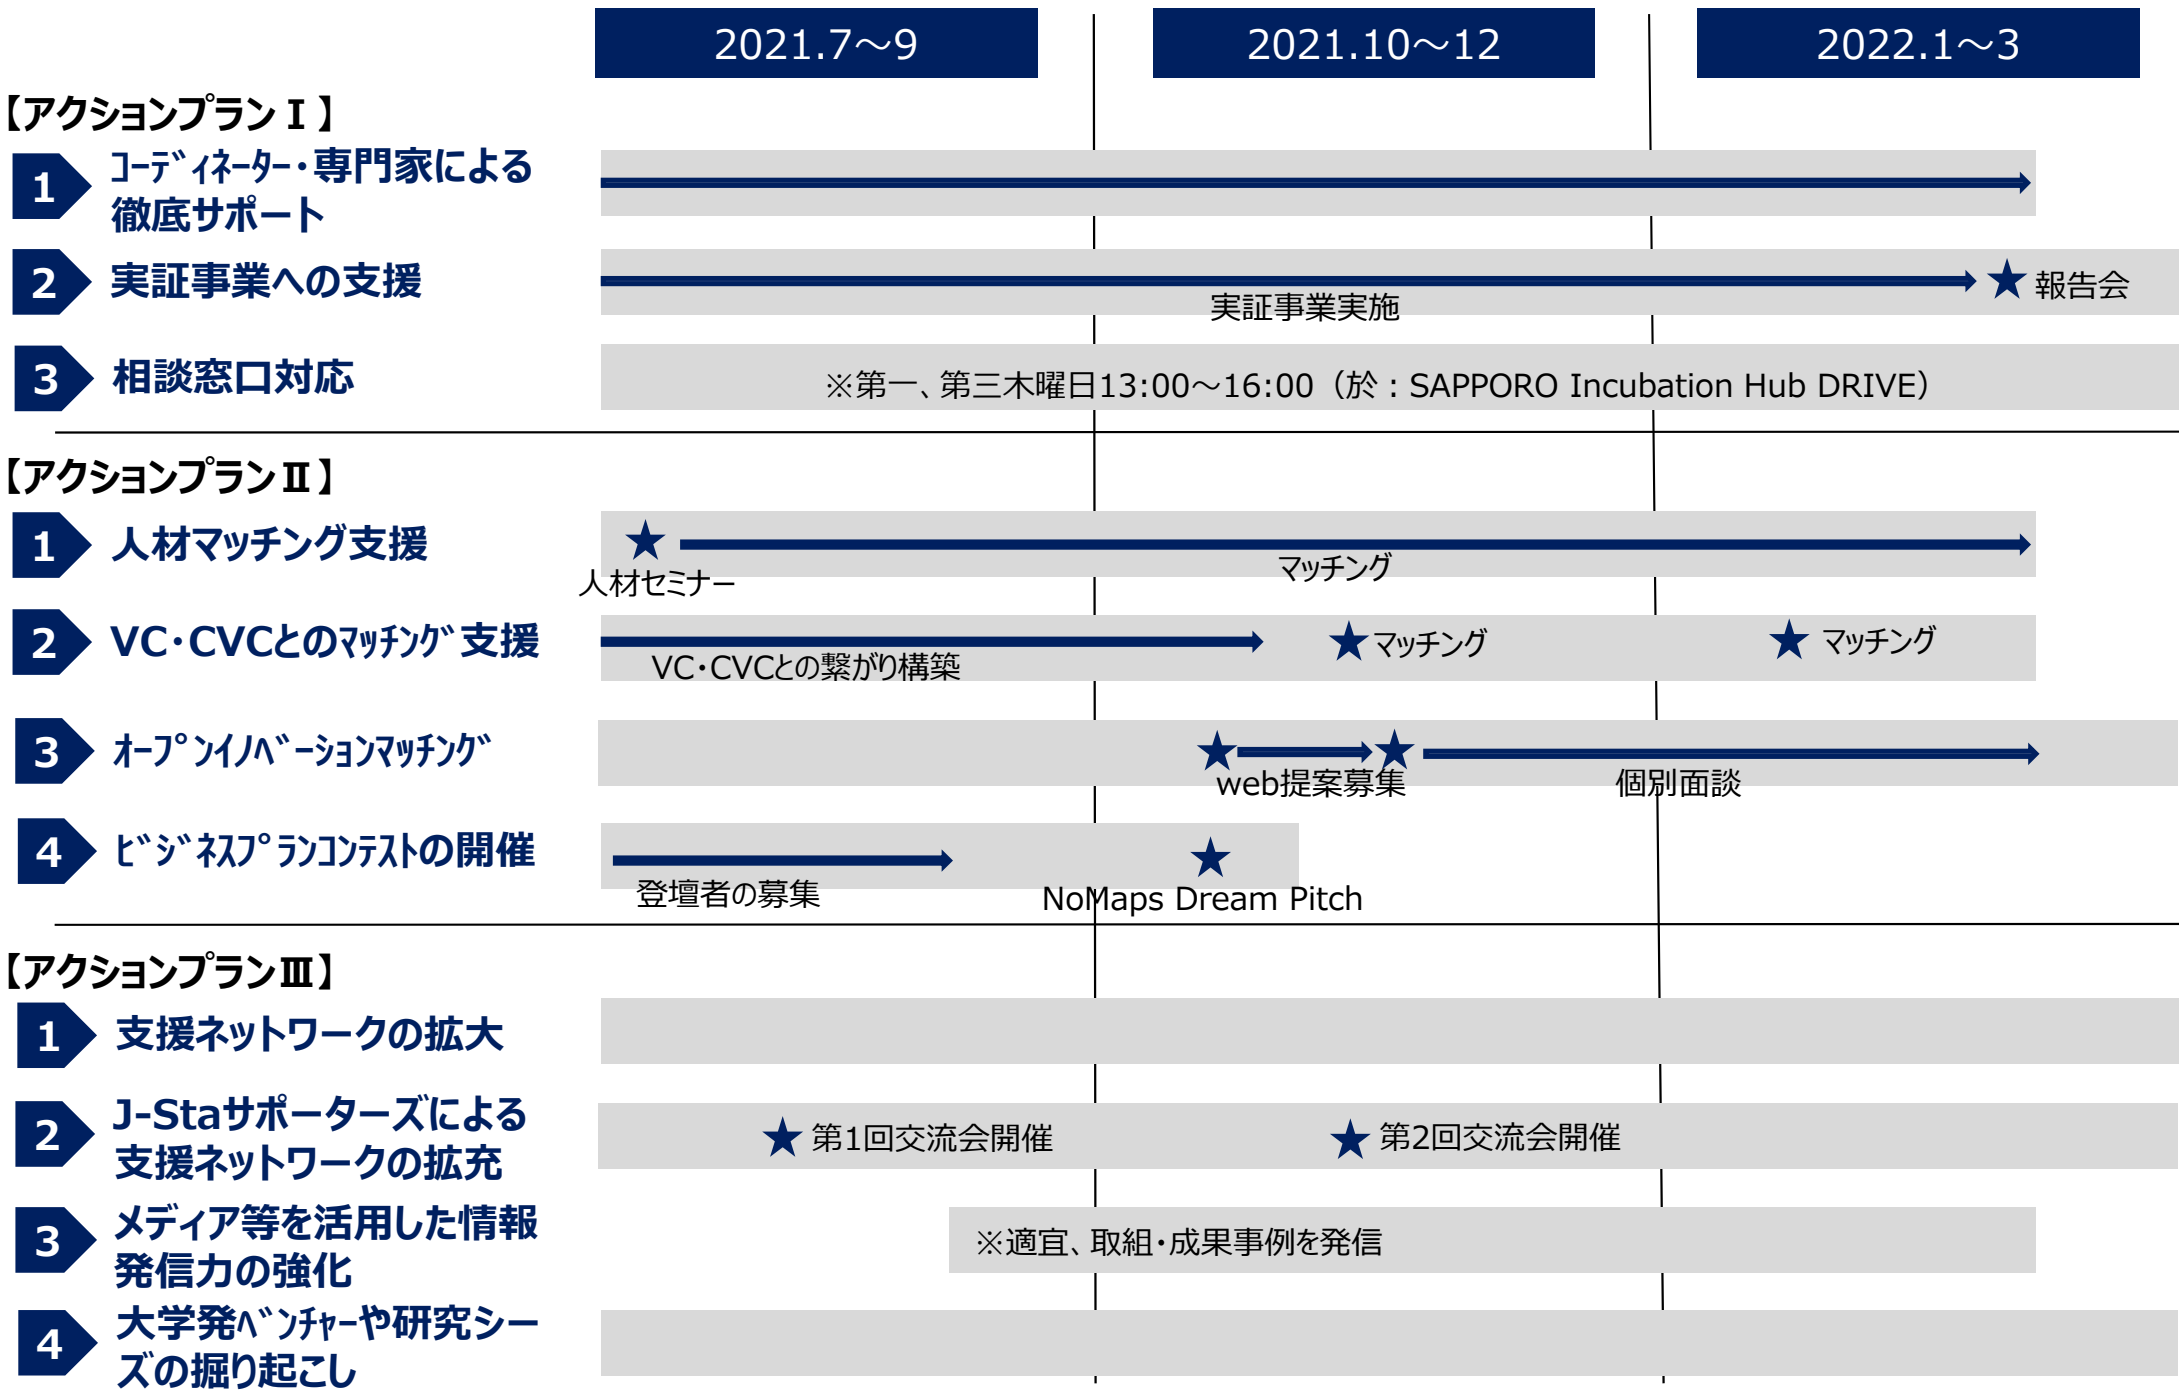 2021.7～9
2021.10～12
2022.1～3
【アクションプランⅠ】
1
ｺｰﾃﾞｨﾈｰﾀｰ・専門家による
徹底サポート
2
実証事業への支援
実証事業実施
報告会
3
相談窓口対応
※第一、第三木曜日13:00～16:00（於：SAPPORO Incubation Hub DRIVE）
【アクションプランⅡ】
1
人材マッチング支援
人材セミナー
マッチング
2
VC・CVCとのﾏｯﾁﾝｸﾞ支援
VC・CVCとの繋がり構築
マッチング
マッチング
3
ｵｰﾌﾟﾝｲﾉﾍﾞｰｼｮﾝﾏｯﾁﾝｸﾞ
web提案募集
個別面談
4
ﾋﾞｼﾞﾈｽﾌﾟﾗﾝｺﾝﾃｽﾄの開催
登壇者の募集
NoMaps Dream Pitch
【アクションプランⅢ】
1
支援ネットワークの拡大
2
J-Staサポーターズによる
支援ネットワークの拡充
第1回交流会開催
第2回交流会開催
3
メディア等を活用した情報
発信力の強化
※適宜、取組・成果事例を発信
4
大学発ﾍﾞﾝﾁｬｰや研究シー
ズの掘り起こし